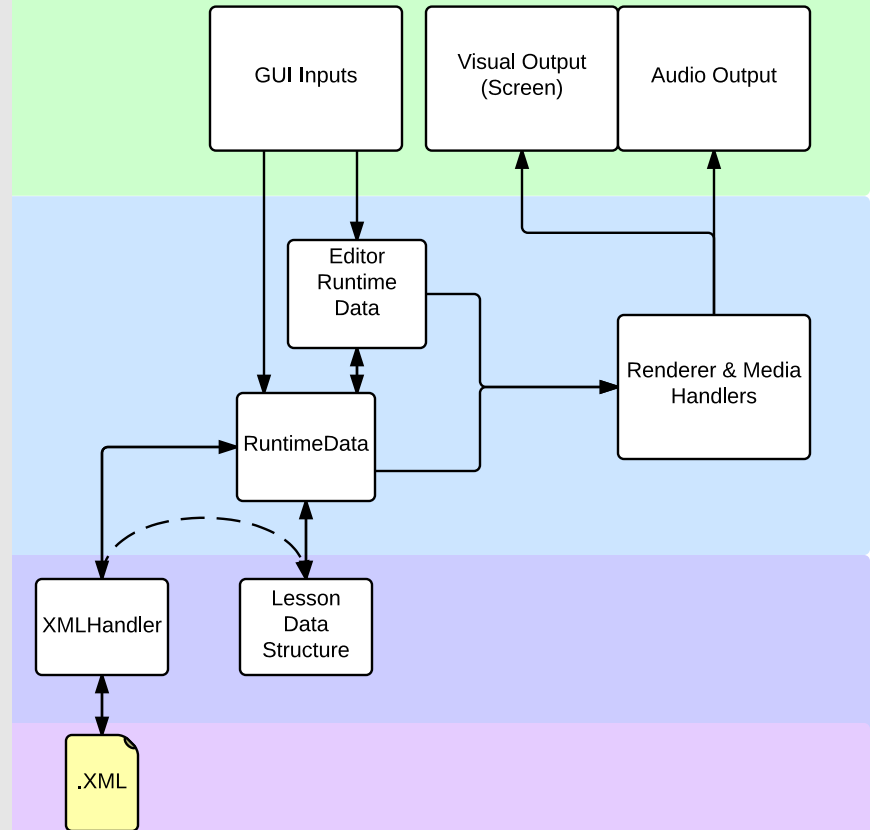 GUI Inputs
Visual Output
(Screen)
Audio Output
Editor
Runtime
Data
Renderer & Media
Handlers
RuntimeData
XMLHandler
Lesson
Data
Structure
.XML